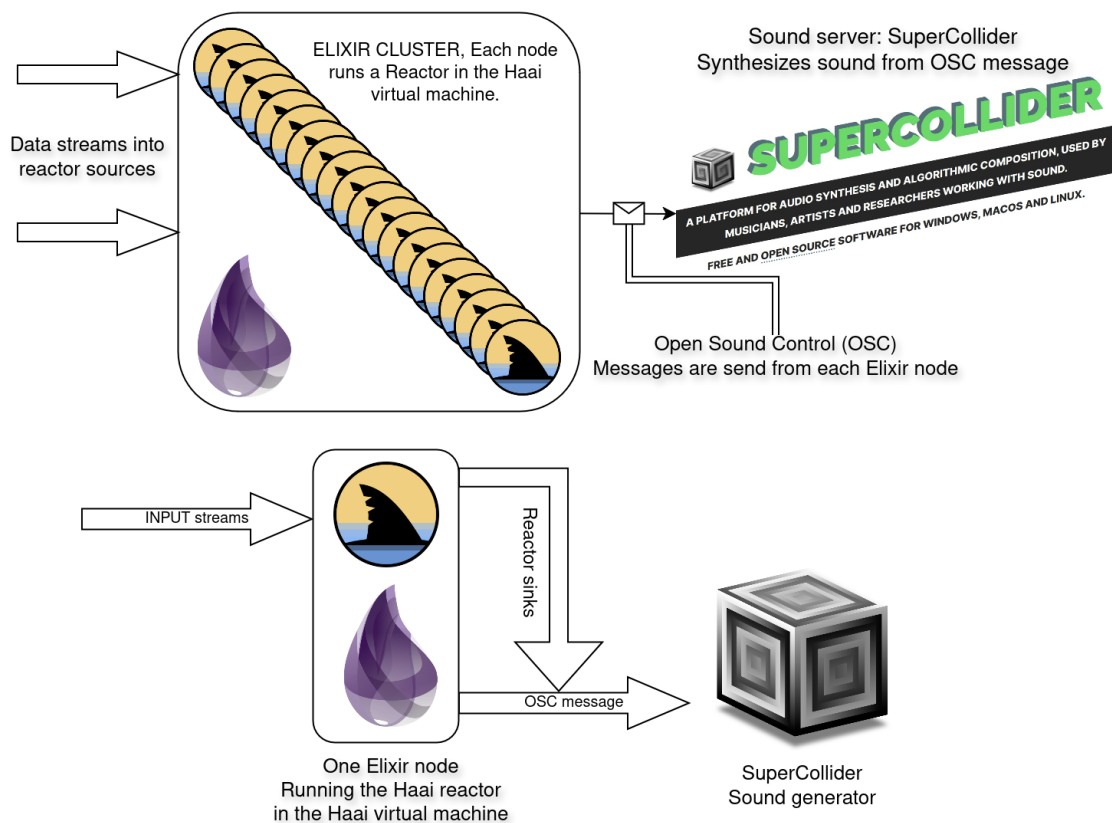 ELIXIR CLUSTER, Each node
runs a Reactor in the Haai
virtual machine.
Sound server: SuperCollider
Synthesizes sound from OSC message
Data streams into
reactor sources
SUPERCOLLIDER
A PLATFORM FOR AUDIO SYNTHESIS AND ALGORITHMIC COMPOSITION, USED BY
MUSICIANS, ARTISTS AND RESEARCHERS WORKING WITH SOUND.
FREE AND OPEN SOURCE SOFTWARE FOR WINDOWS, MACOS AND LINUX.
Open Sound Control (OSC)
Messages are send from each Elixir node
INPUT streams
Reactor sinks
OSC message
One Elixir node
Running the Haai reactor
in the Haai virtual machine
SuperCollider
Sound generator